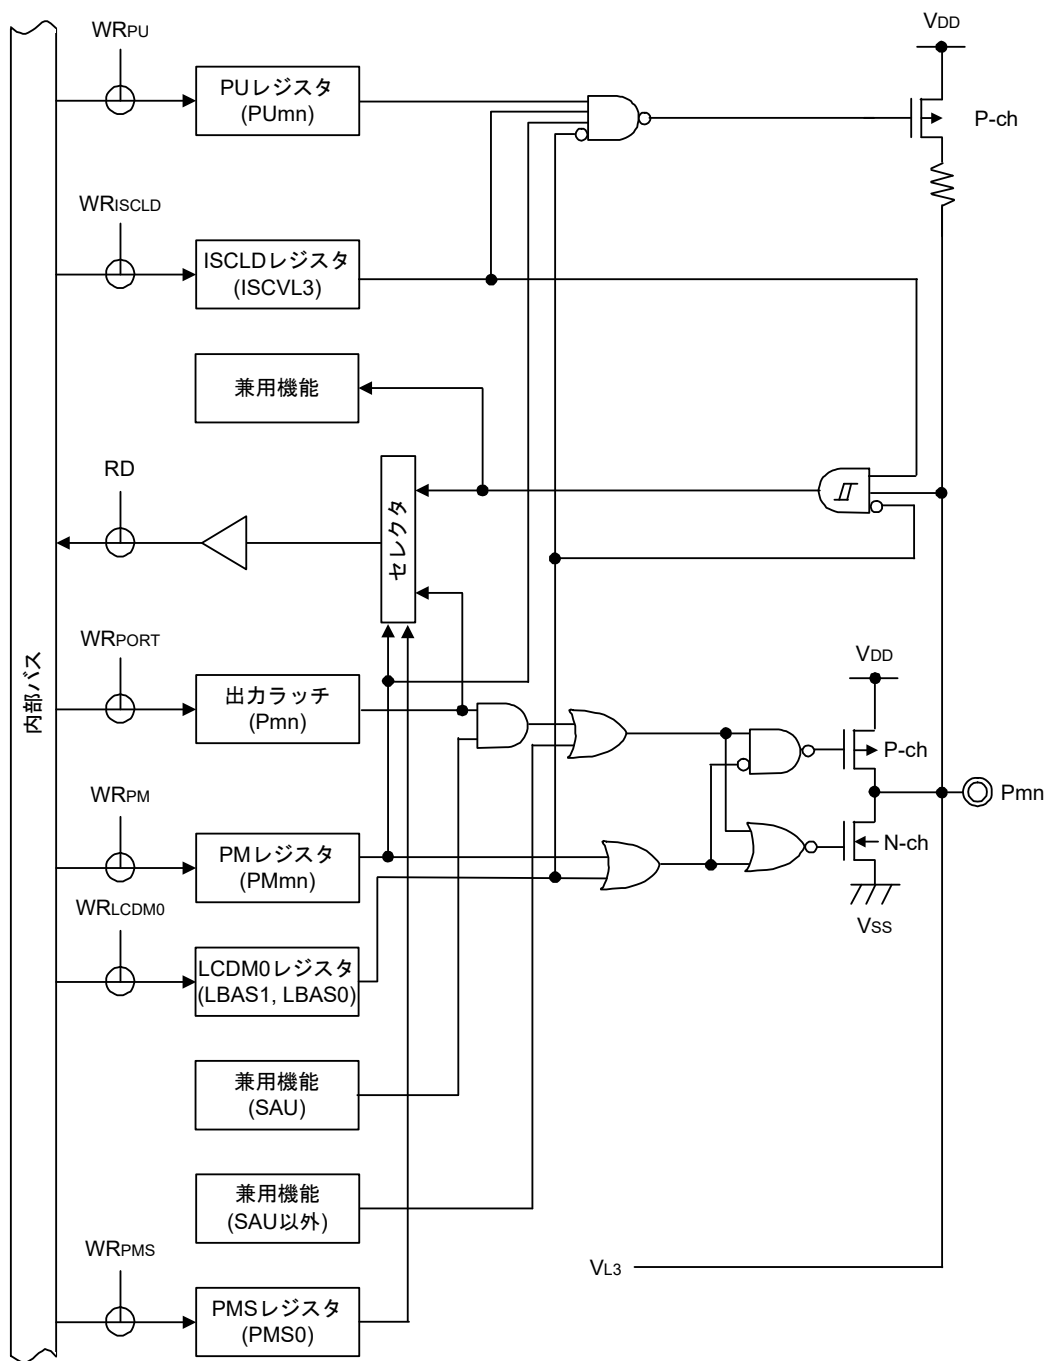 WRPU
PUレジスタ
(PUmn)
VDD
P-ch
WRISCLD
ISCLDレジスタ
(ISCVL3)
兼用機能
RD
セレクタ
内部バス
WRPORT
出力ラッチ
(Pmn)
VDD
P-ch
Pmn
N-ch
VSS
WRPM
PMレジスタ
(PMmn)
WRLCDM0
LCDM0レジスタ
(LBAS1, LBAS0)
兼用機能
(SAU)
兼用機能
(SAU以外)
VL3
WRPMS
PMSレジスタ
(PMS0)